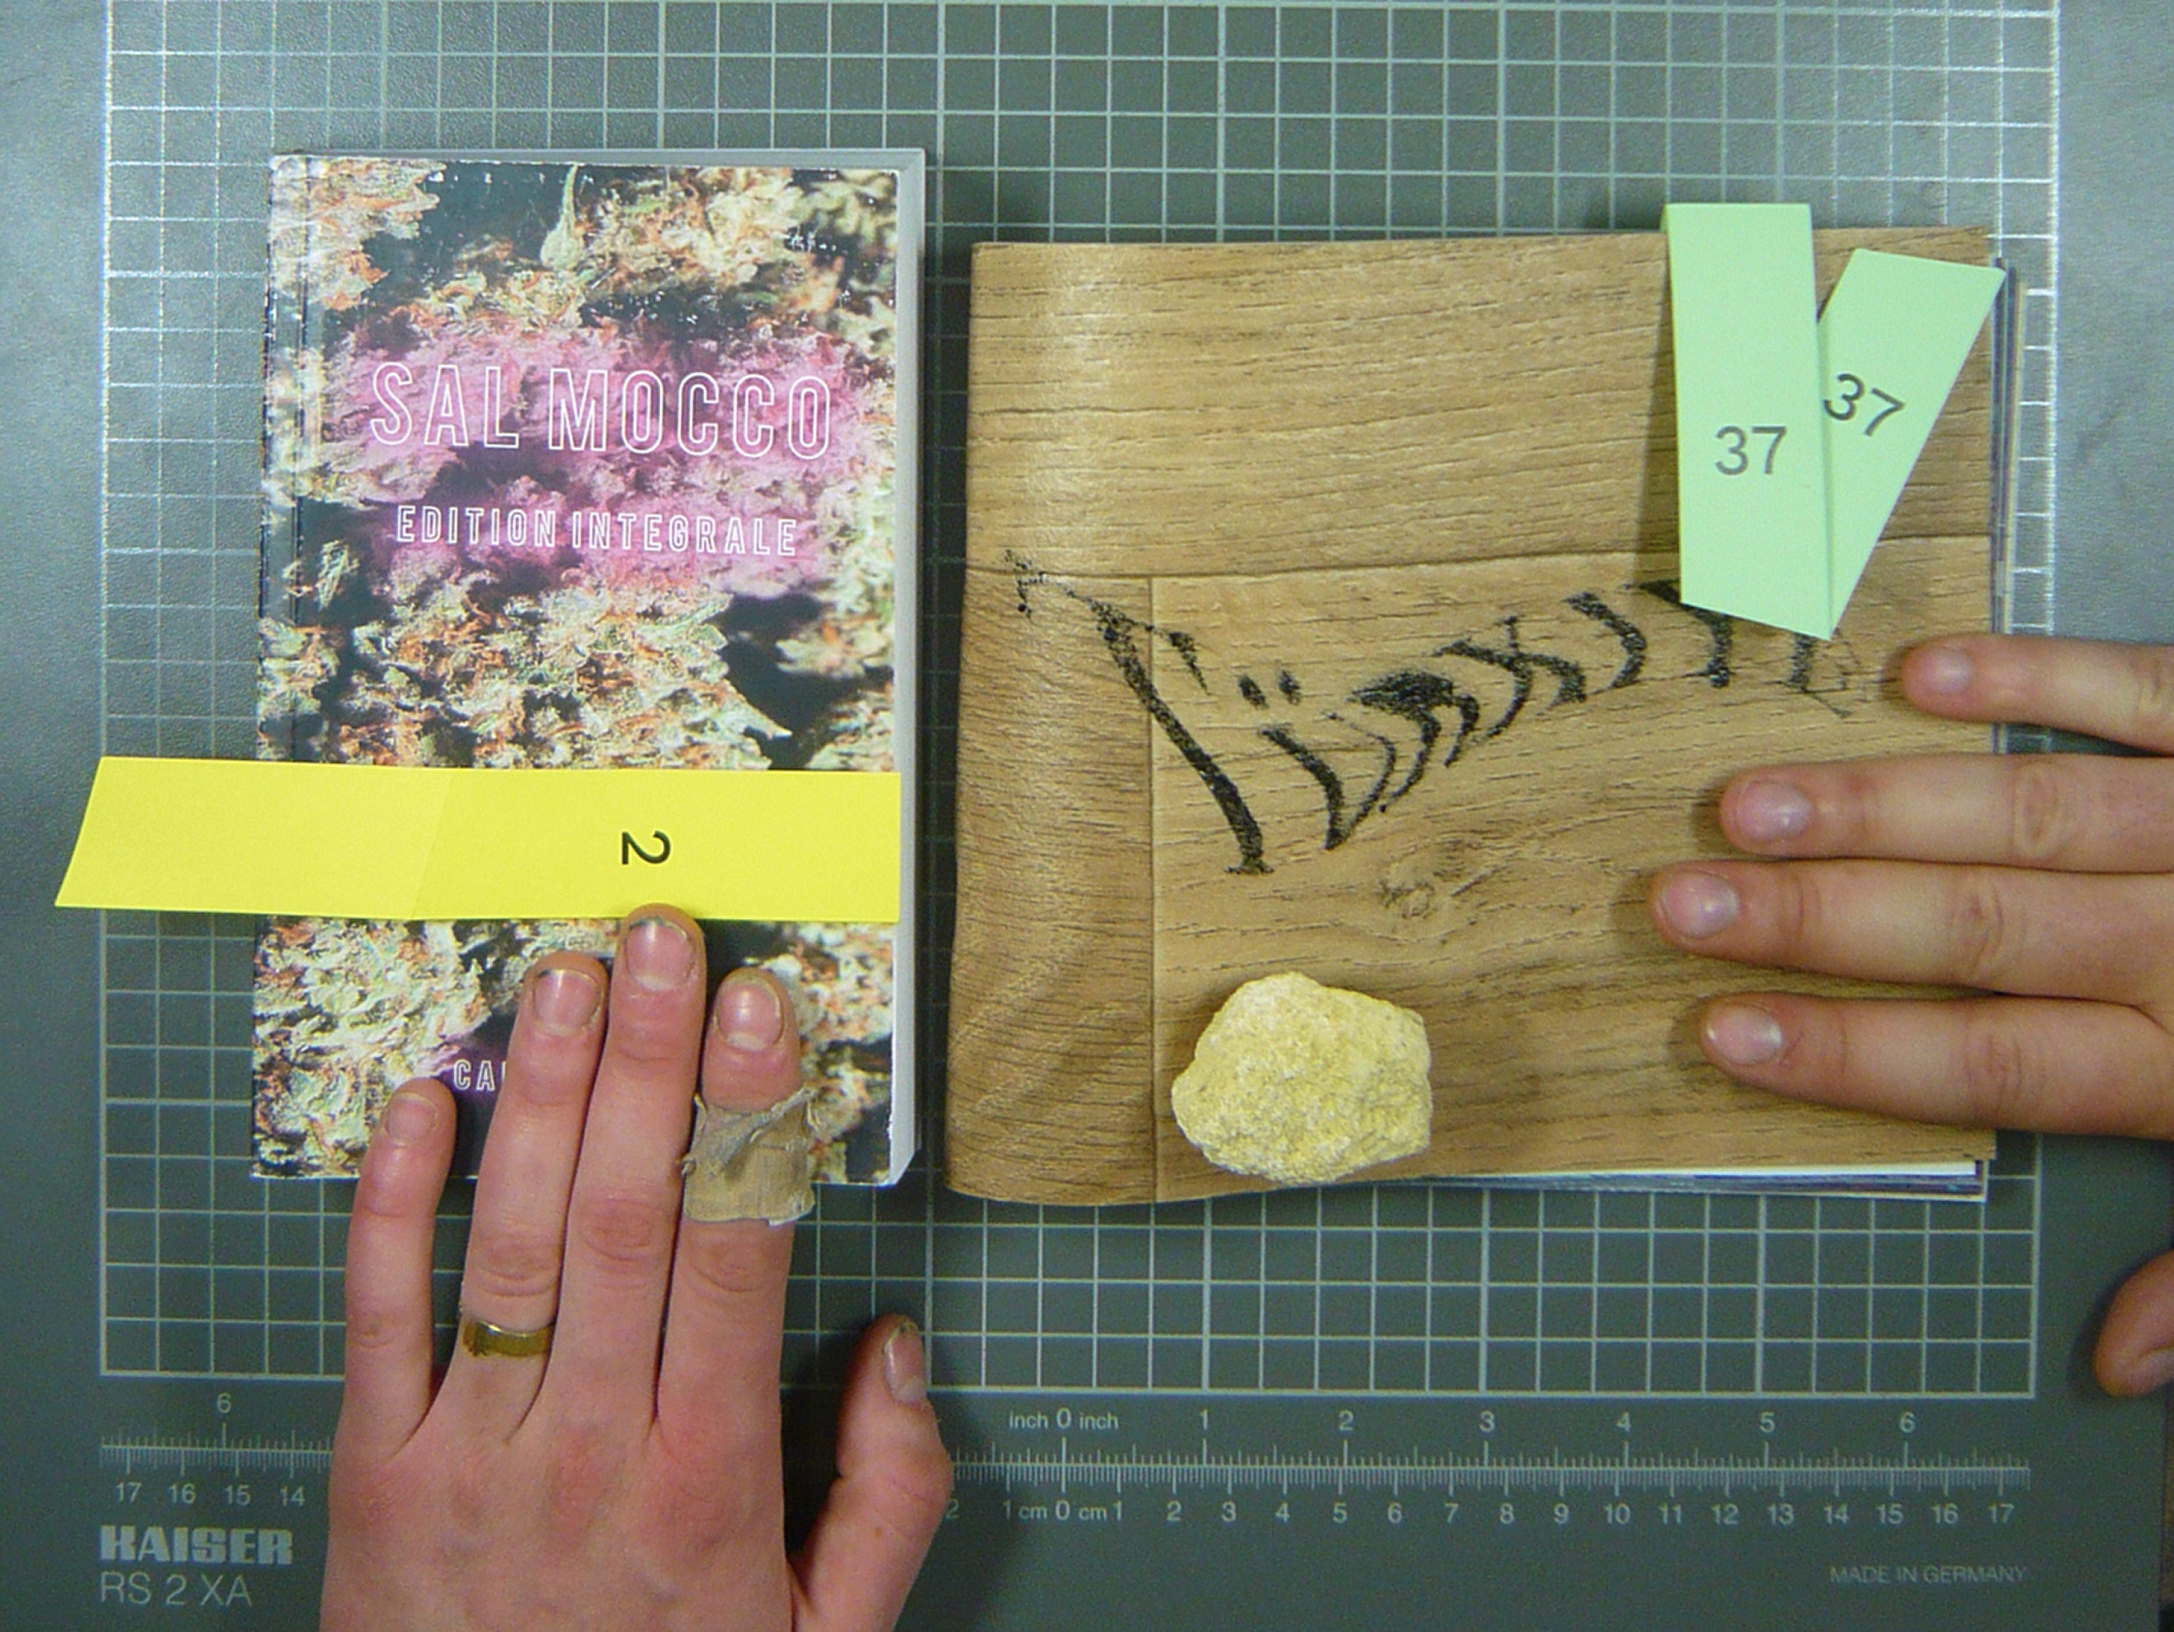 SAL MOCCO
EDITION INTEGRALE
2
37
37
6
inch 0 inch 1 2 3 4 5 6
17 16 15 14
2 1 cm 0 cm 1 2 3 4 5 6 7 8 9 10 11 12 13 14 15 16 17
KAISER
RS 2 XA
MADE IN GERMANY